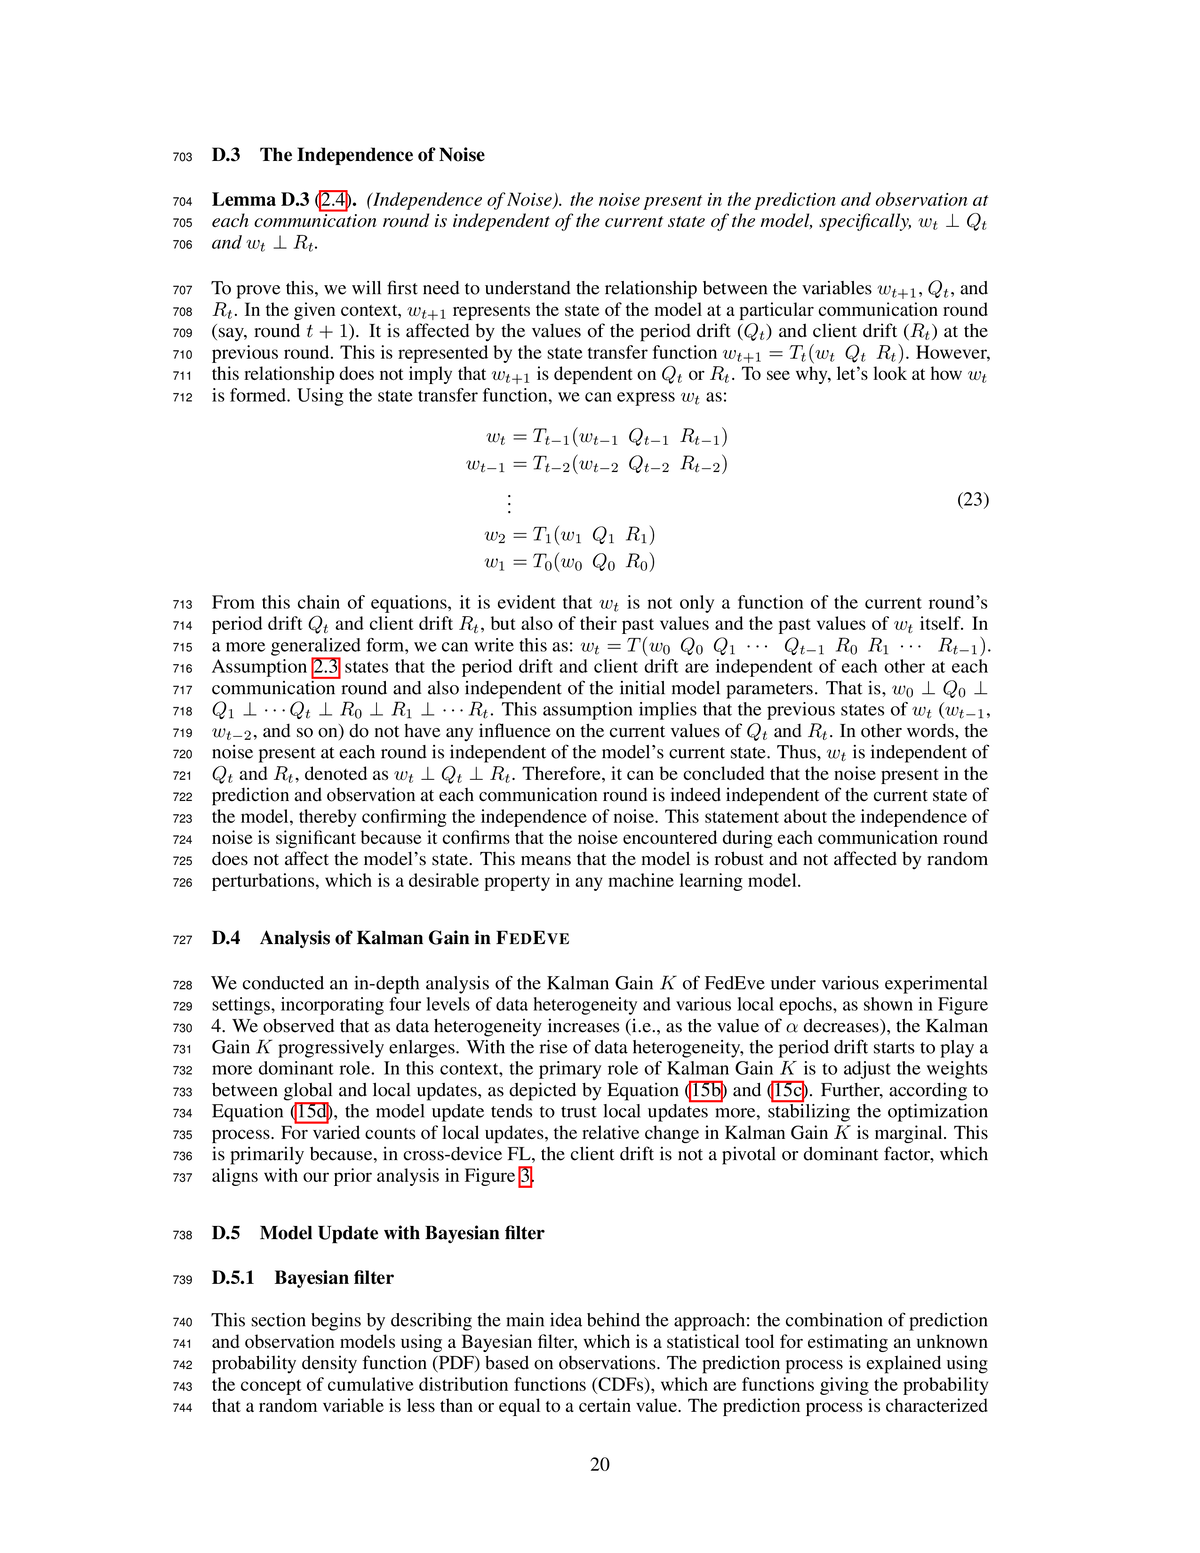 703 D.3 The Independence of Noise
704 Lemma D.3 (2.4). (Independence of Noise). the noise present in the prediction and observation at
705 each communication round is independent of the current state of the model, specifically, w_t ⊥ Q_t
706 and w_t ⊥ R_t.
707 To prove this, we will first need to understand the relationship between the variables w_{t+1}, Q_t, and
708 R_t. In the given context, w_{t+1} represents the state of the model at a particular communication round
709 (say, round t + 1). It is affected by the values of the period drift (Q_t) and client drift (R_t) at the
710 previous round. This is represented by the state transfer function w_{t+1} = T_t(w_t Q_t R_t). However,
711 this relationship does not imply that w_{t+1} is dependent on Q_t or R_t. To see why, let's look at how w_t
712 is formed. Using the state transfer function, we can express w_t as:
w_t = T_{t−1}(w_{t−1} Q_{t−1} R_{t−1})
w_{t−1} = T_{t−2}(w_{t−2} Q_{t−2} R_{t−2})
⋮ (23)
w_2 = T_1(w_1 Q_1 R_1)
w_1 = T_0(w_0 Q_0 R_0)
713 From this chain of equations, it is evident that w_t is not only a function of the current round's
714 period drift Q_t and client drift R_t, but also of their past values and the past values of w_t itself. In
715 a more generalized form, we can write this as: w_t = T(w_0 Q_0 Q_1 ⋯ Q_{t−1} R_0 R_1 ⋯ R_{t−1}).
716 Assumption 2.3 states that the period drift and client drift are independent of each other at each
717 communication round and also independent of the initial model parameters. That is, w_0 ⊥ Q_0 ⊥
718 Q_1 ⊥ ⋯ Q_t ⊥ R_0 ⊥ R_1 ⊥ ⋯ R_t. This assumption implies that the previous states of w_t (w_{t−1},
719 w_{t−2}, and so on) do not have any influence on the current values of Q_t and R_t. In other words, the
720 noise present at each round is independent of the model's current state. Thus, w_t is independent of
721 Q_t and R_t, denoted as w_t ⊥ Q_t ⊥ R_t. Therefore, it can be concluded that the noise present in the
722 prediction and observation at each communication round is indeed independent of the current state of
723 the model, thereby confirming the independence of noise. This statement about the independence of
724 noise is significant because it confirms that the noise encountered during each communication round
725 does not affect the model's state. This means that the model is robust and not affected by random
726 perturbations, which is a desirable property in any machine learning model.
727 D.4 Analysis of Kalman Gain in FEDEVE
728 We conducted an in-depth analysis of the Kalman Gain K of FedEve under various experimental
729 settings, incorporating four levels of data heterogeneity and various local epochs, as shown in Figure
730 4. We observed that as data heterogeneity increases (i.e., as the value of α decreases), the Kalman
731 Gain K progressively enlarges. With the rise of data heterogeneity, the period drift starts to play a
732 more dominant role. In this context, the primary role of Kalman Gain K is to adjust the weights
733 between global and local updates, as depicted by Equation (15b) and (15c). Further, according to
734 Equation (15d), the model update tends to trust local updates more, stabilizing the optimization
735 process. For varied counts of local updates, the relative change in Kalman Gain K is marginal. This
736 is primarily because, in cross-device FL, the client drift is not a pivotal or dominant factor, which
737 aligns with our prior analysis in Figure 3.
738 D.5 Model Update with Bayesian filter
739 D.5.1 Bayesian filter
740 This section begins by describing the main idea behind the approach: the combination of prediction
741 and observation models using a Bayesian filter, which is a statistical tool for estimating an unknown
742 probability density function (PDF) based on observations. The prediction process is explained using
743 the concept of cumulative distribution functions (CDFs), which are functions giving the probability
744 that a random variable is less than or equal to a certain value. The prediction process is characterized
20